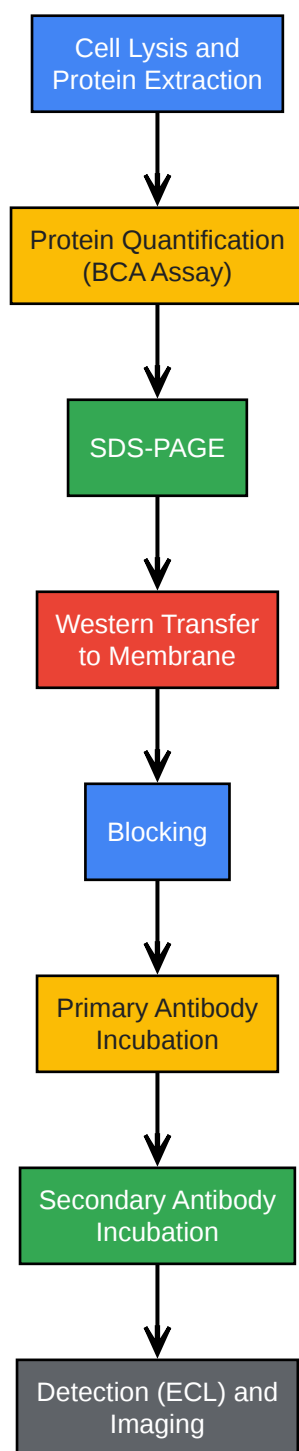 Cell Lysis and
Protein Extraction
Protein Quantification
(BCA Assay)
SDS-PAGE
Western Transfer
to Membrane
Blocking
Primary Antibody
Incubation
Secondary Antibody
Incubation
Detection (ECL) and
Imaging